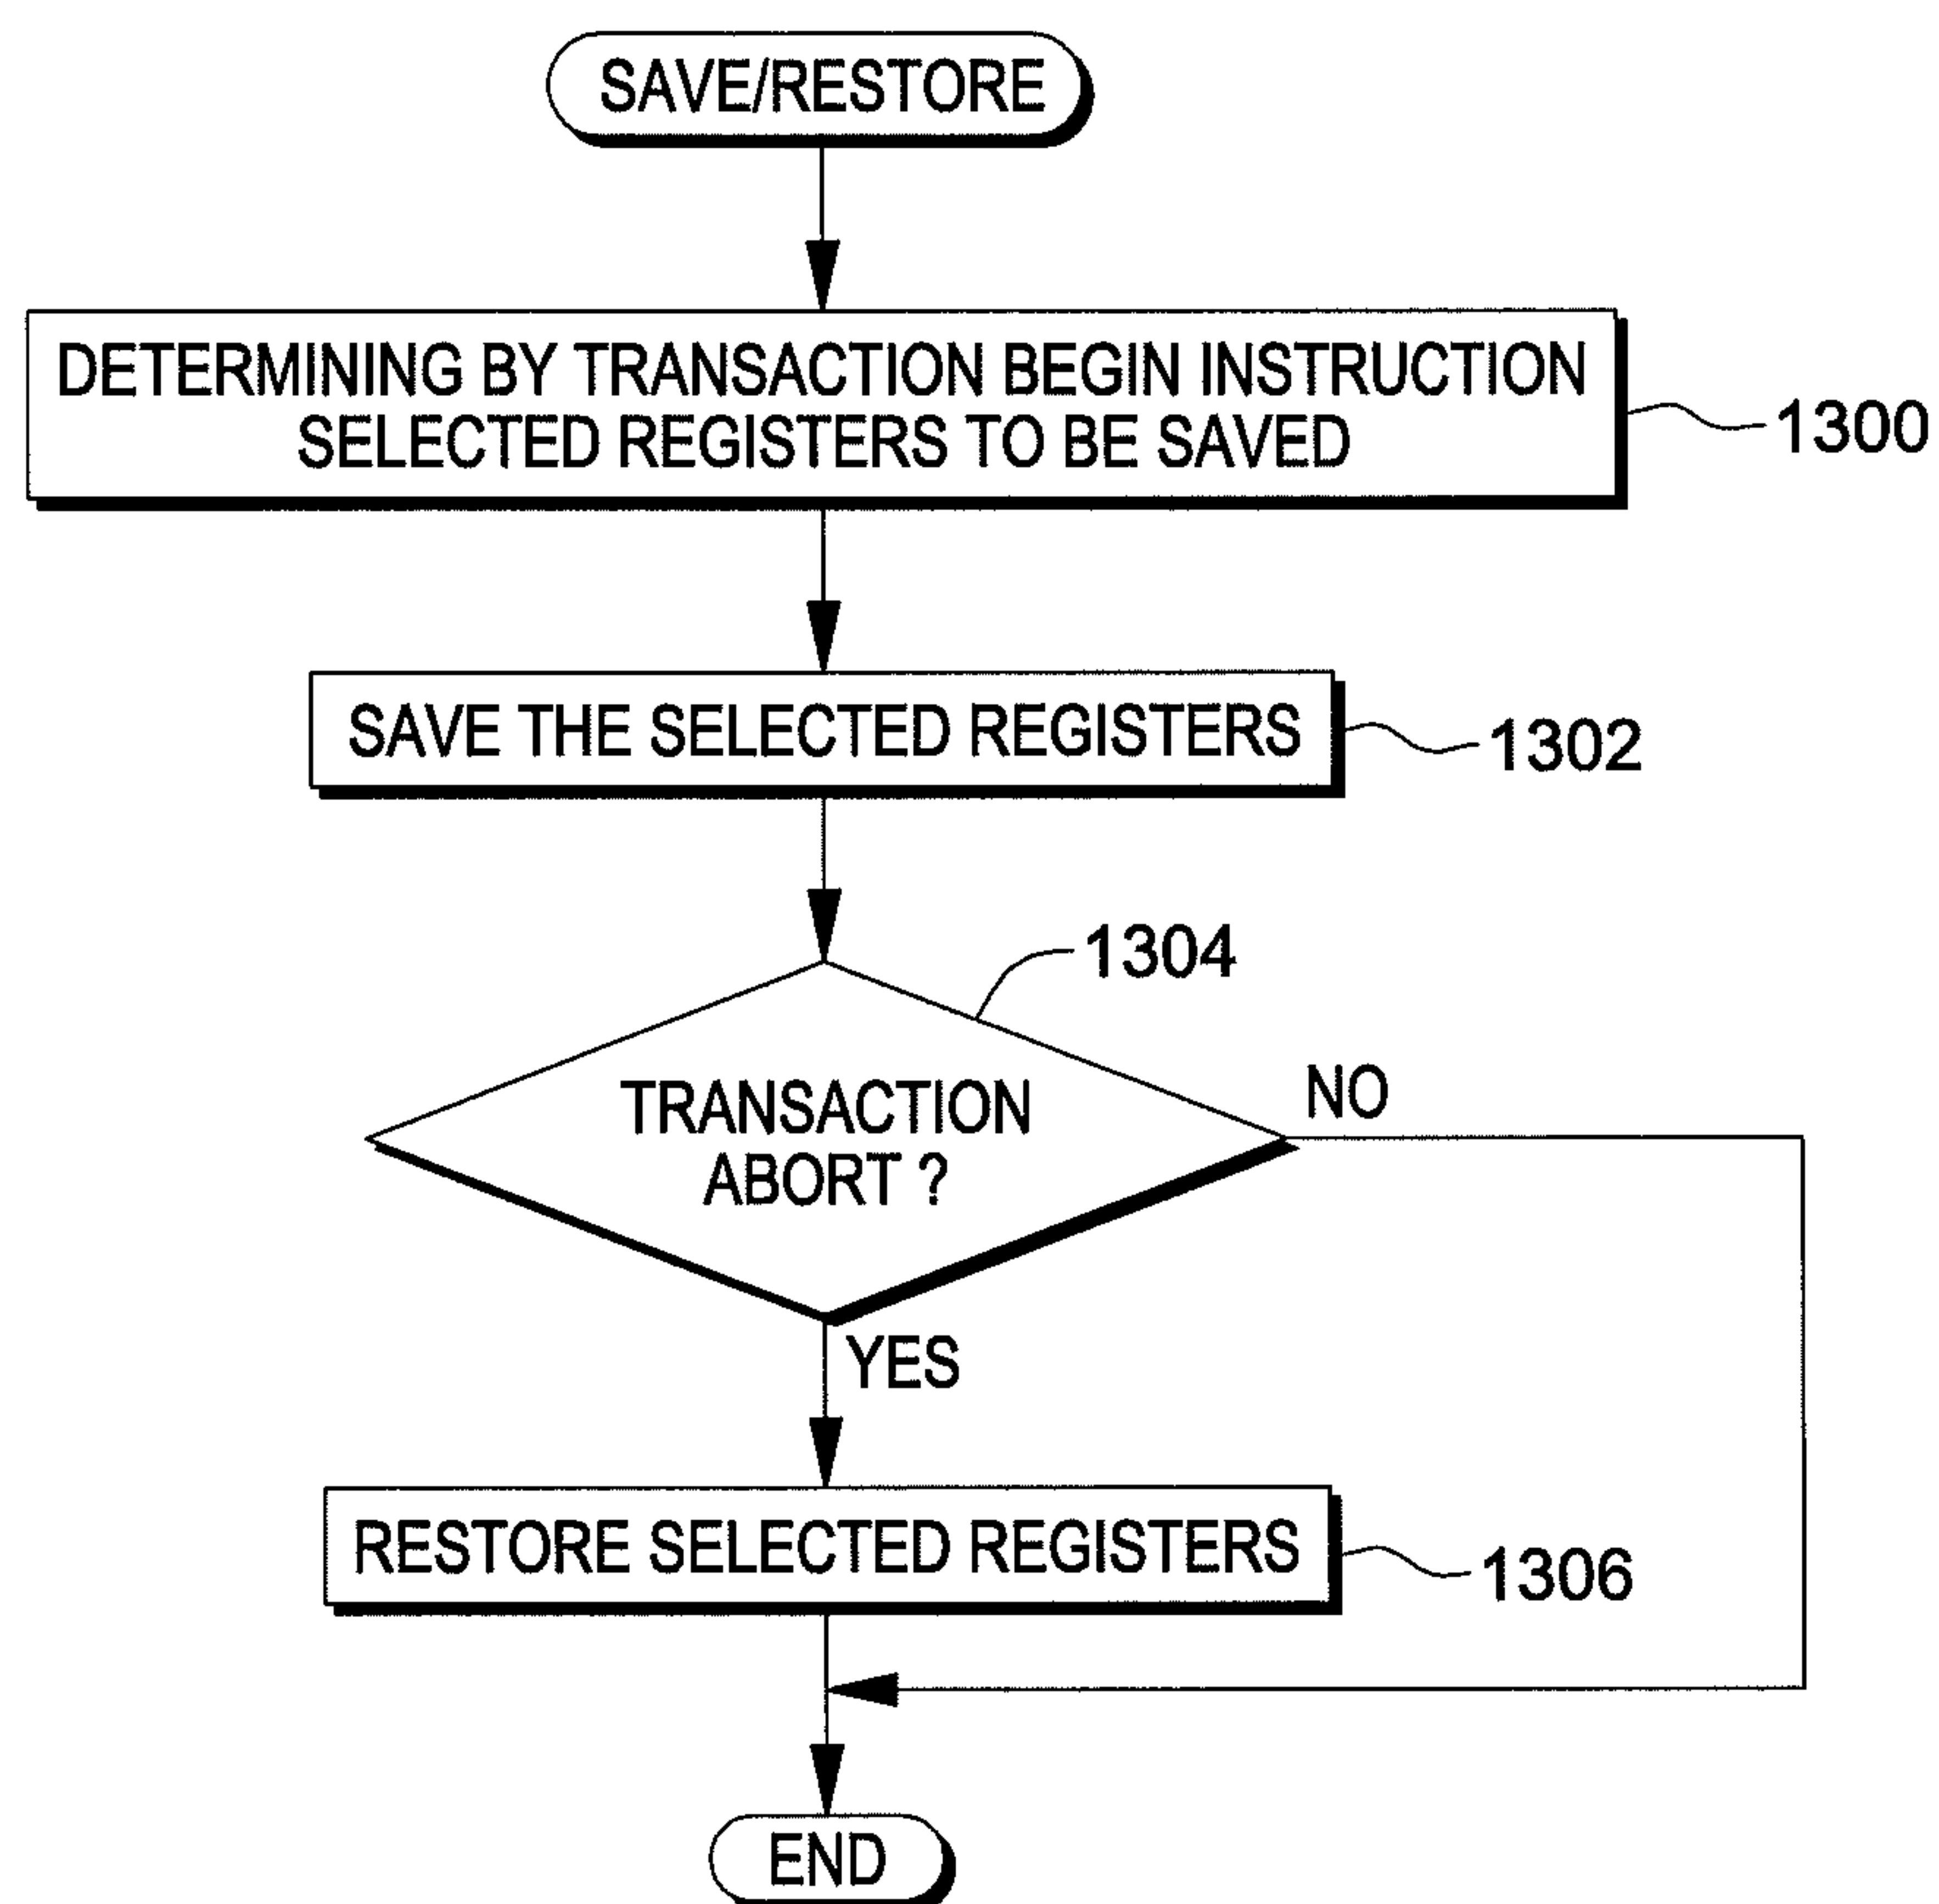 SAVE/RESTORE
DETERMINING BY TRANSACTION BEGIN INSTRUCTION
SELECTED REGISTERS TO BE SAVED
1300
SAVE THE SELECTED REGISTERS
1302
1304
TRANSACTION
ABORT ?
NO
YES
RESTORE SELECTED REGISTERS
1306
END